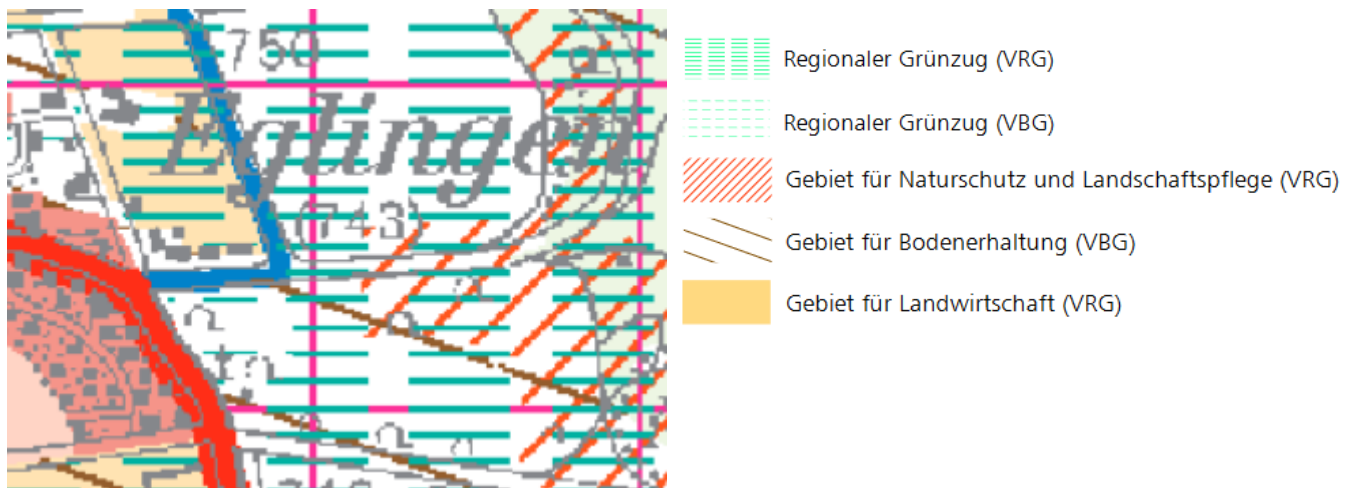 750
Eglingen
(743)
Regionaler Grünzug (VRG)
Regionaler Grünzug (VBG)
Gebiet für Naturschutz und Landschaftspflege (VRG)
Gebiet für Bodenerhaltung (VBG)
Gebiet für Landwirtschaft (VRG)